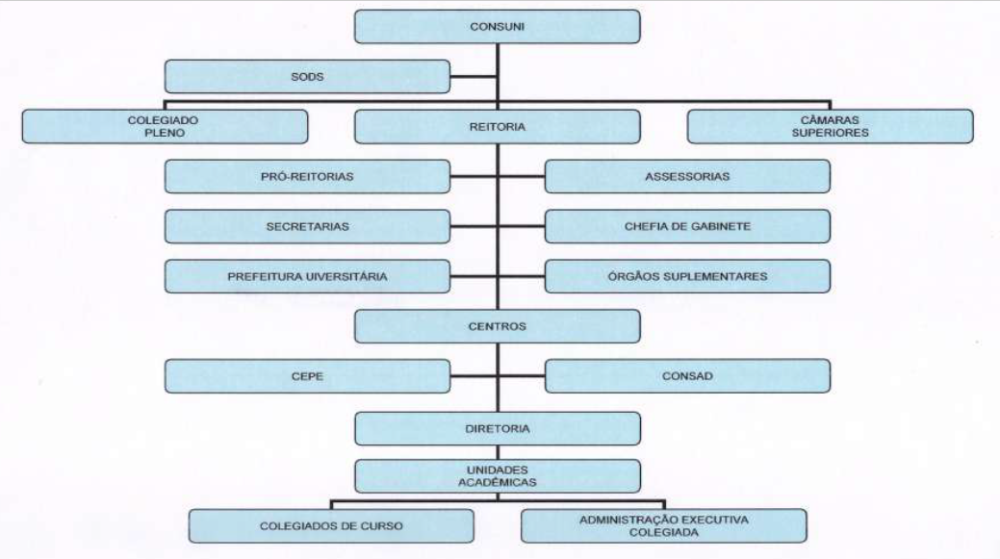 CONSUNI
SODS
COLEGIADO
PLENO
REITORIA
CÂMARAS
SUPERIORES
PRÓ-REITORIAS
ASSESSORIAS
SECRETARIAS
CHEFIA DE GABINETE
PREFEITURA UIVERSITÁRIA
ÓRGÃOS SUPLEMENTARES
CENTROS
CEPE
CONSAD
DIRETORIA
UNIDADES
ACADÊMICAS
COLEGIADOS DE CURSO
ADMINISTRAÇÃO EXECUTIVA
COLEGIADA